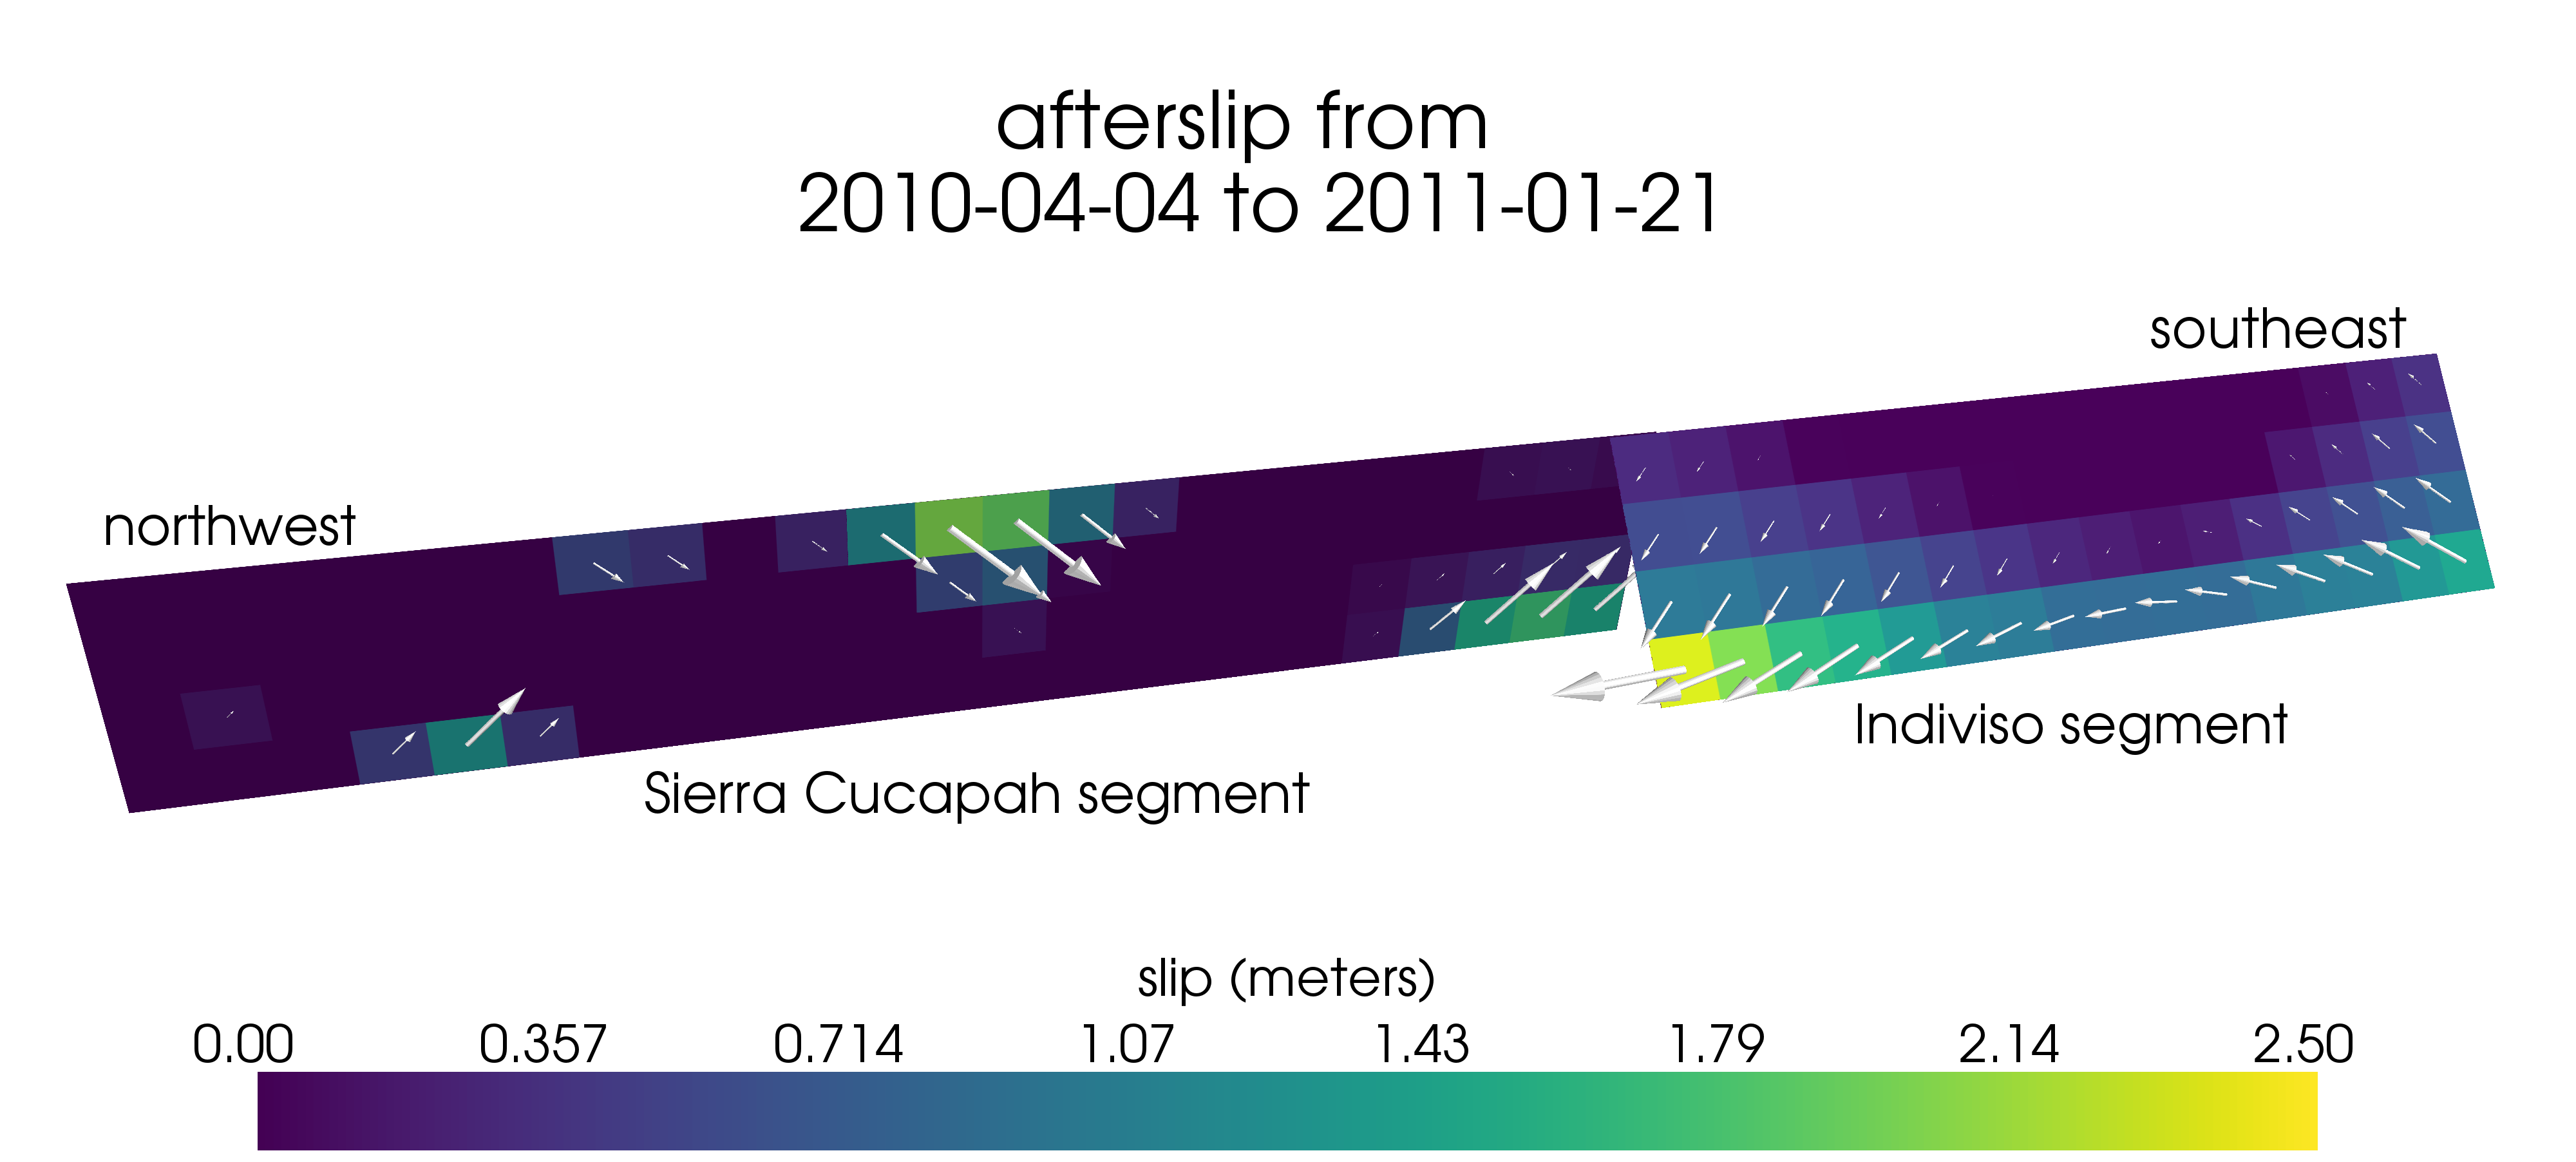 afterslip from
2010-04-04 to 2011-01-21
southeast
northwest
Indiviso segment
Sierra Cucapah segment
slip (meters)
0.00 0.357 0.714 1.07 1.43 1.79 2.14 2.50